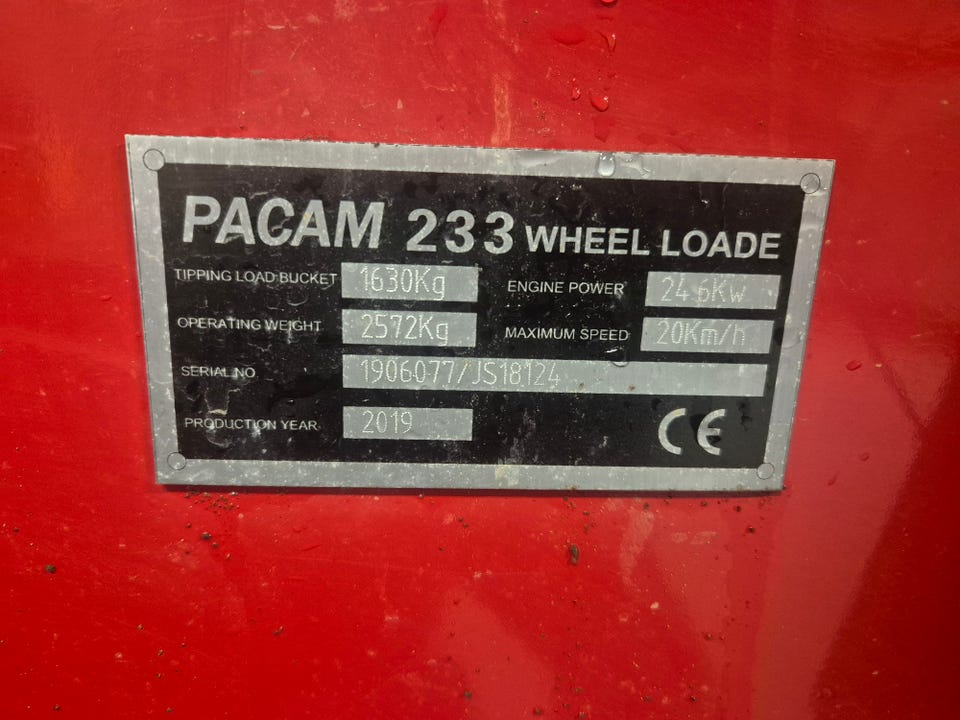 PACAM 233 WHEEL LOADE
TIPPING LOAD BUCKET 1630Kg ENGINE POWER 24.6Kw
OPERATING WEIGHT 2572Kg MAXIMUM SPEED 20Km/h
SERIAL NO 1906077/JS18124
PRODUCTION YEAR 2019 CE